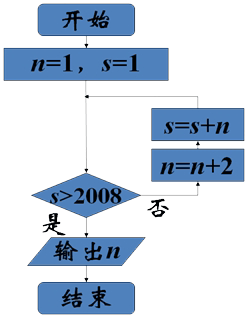 开始
n=1，s=1
s=s+n
n=n+2
s>2008
否
是
输出n
结束